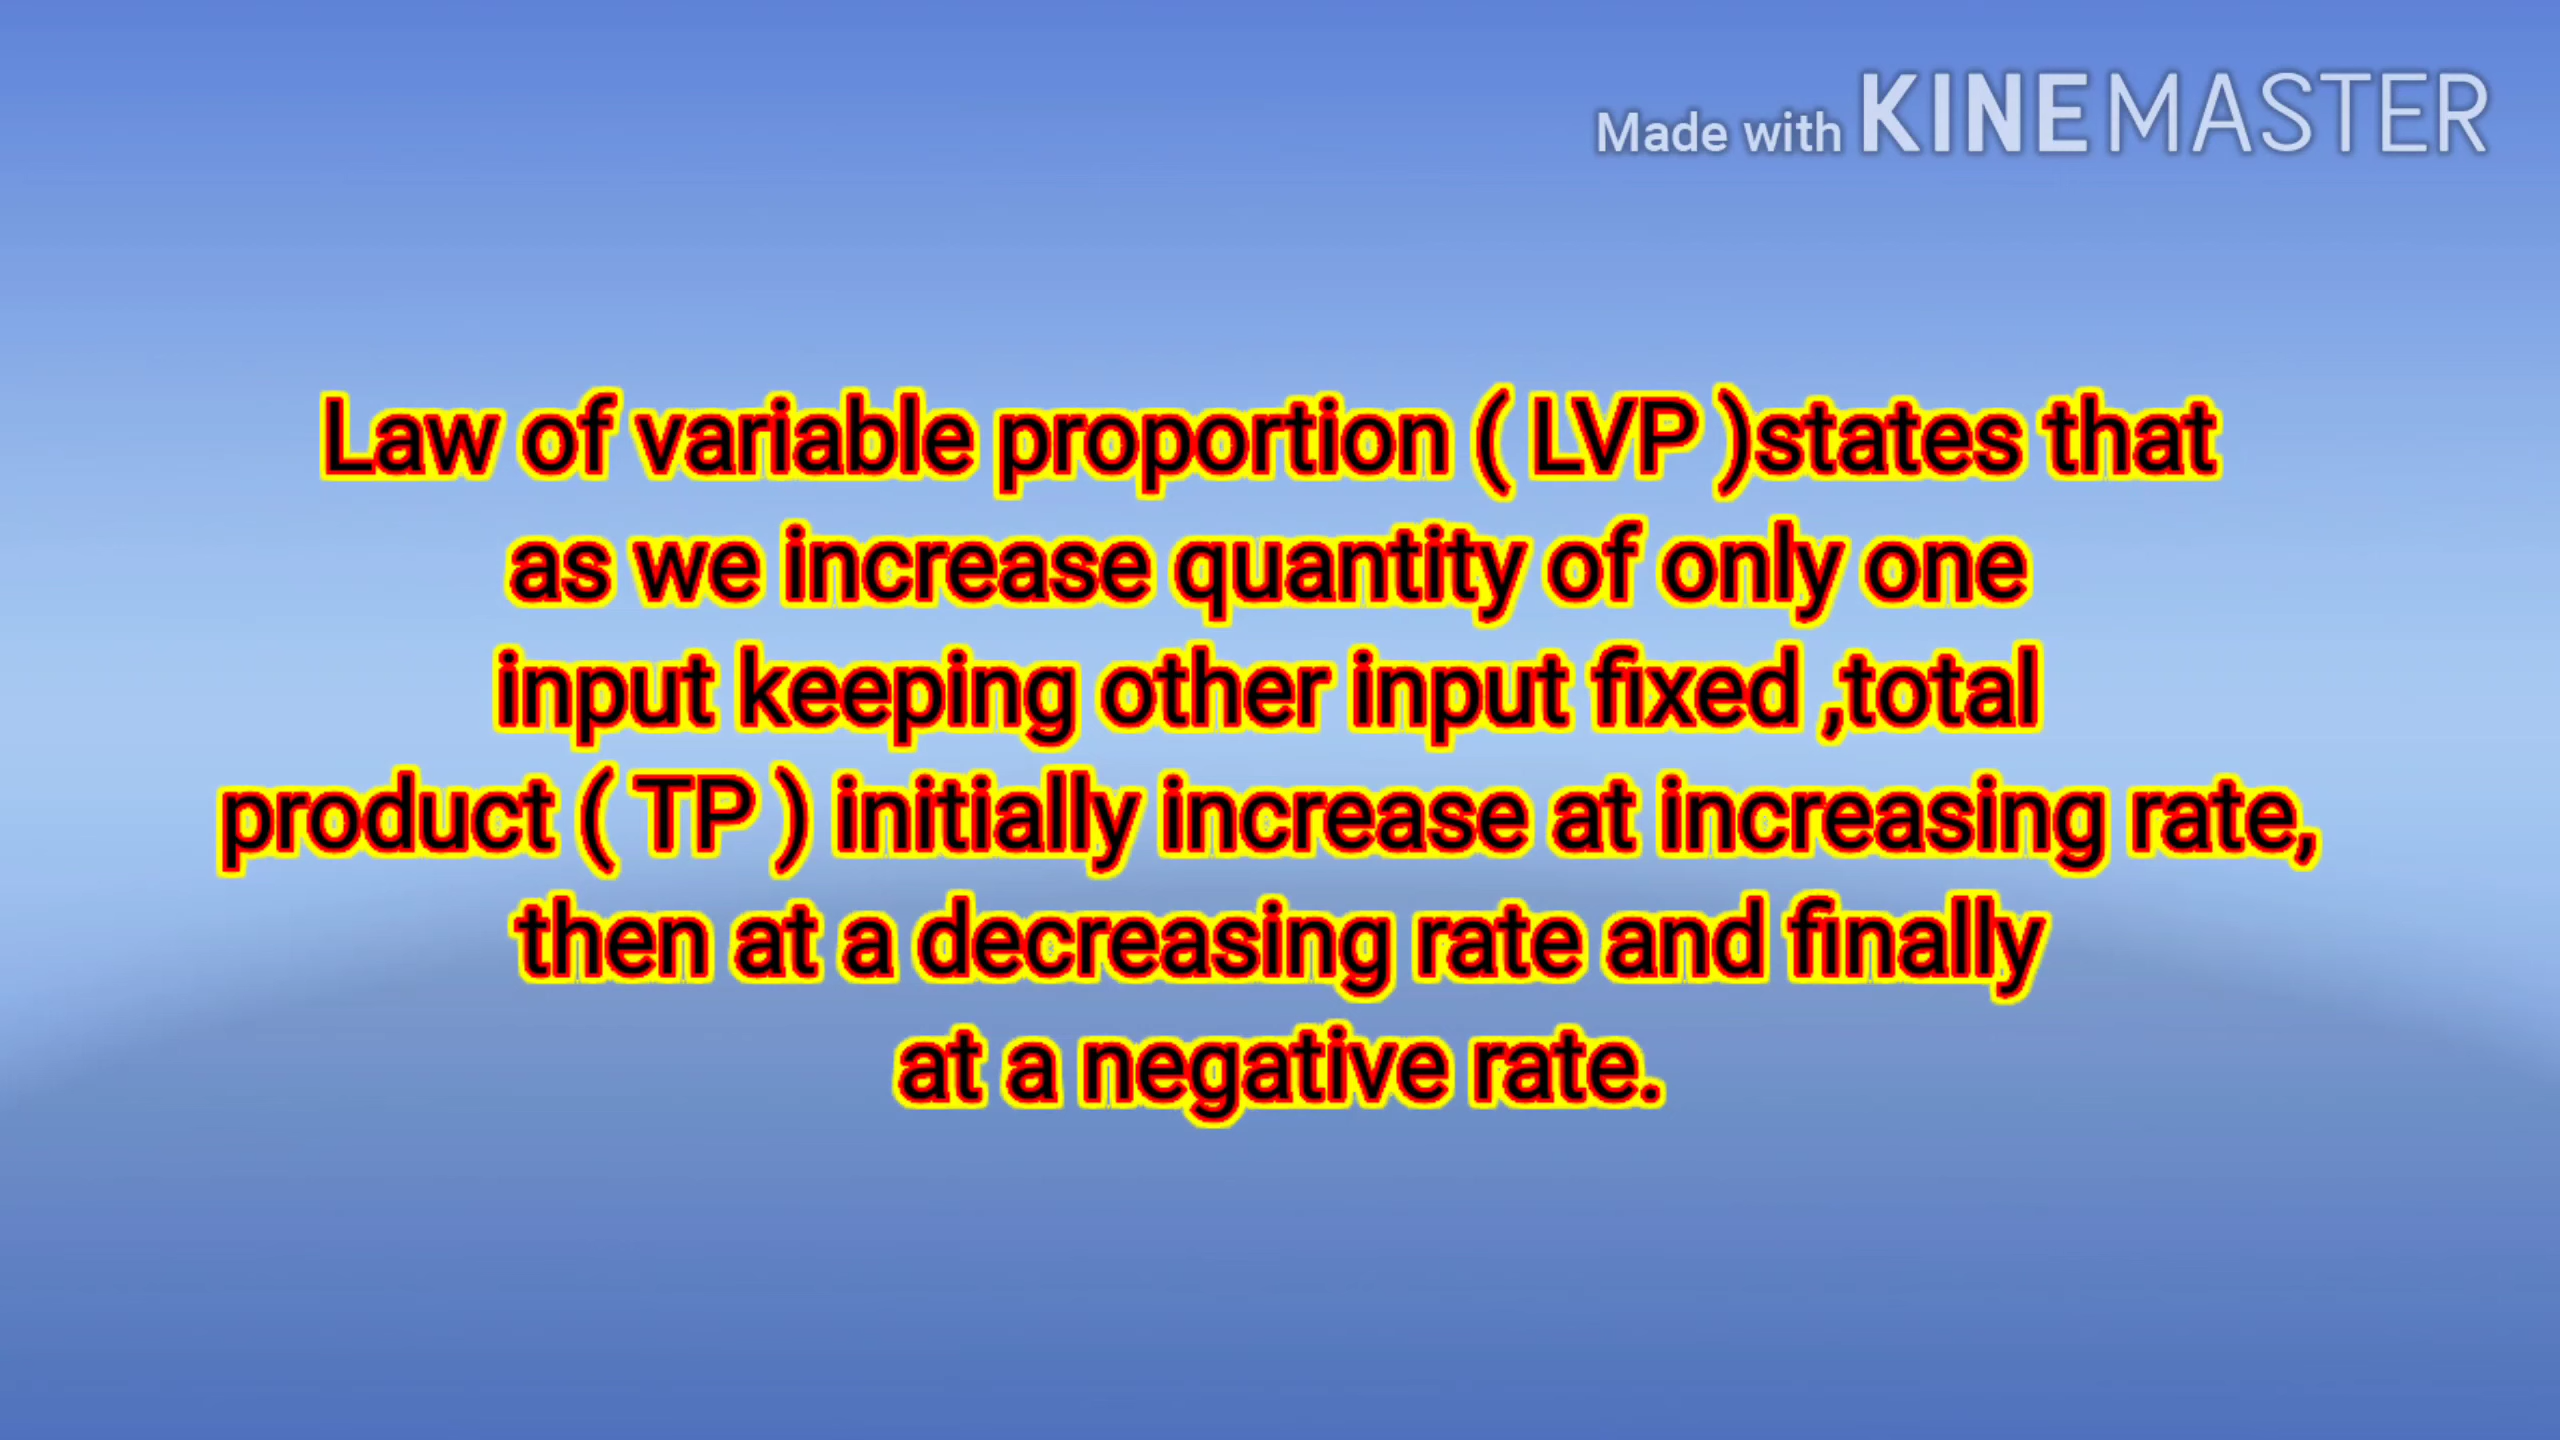 Made with KINEMASTER
Law of variable proportion ( LVP )states that
as we increase quantity of only one
input keeping other input fixed ,total
product ( TP ) initially increase at increasing rate,
then at a decreasing rate and finally
at a negative rate.